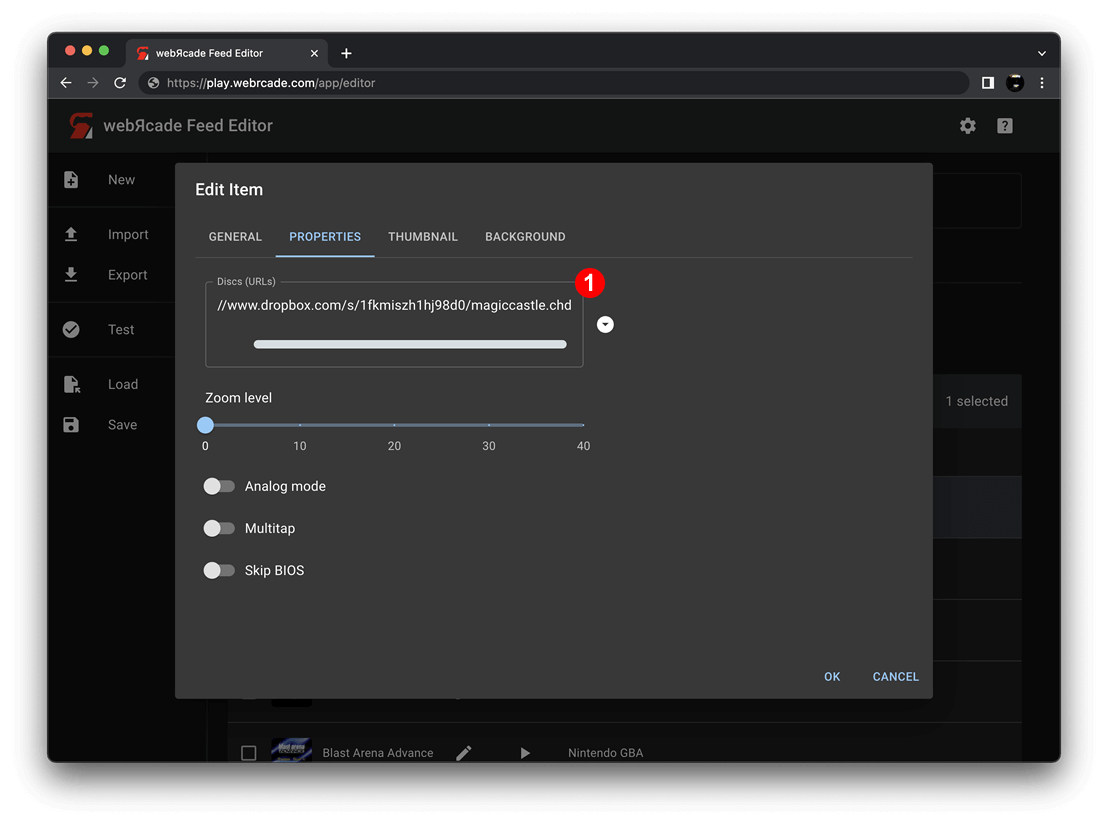 webЯcade Feed Editor
https://play.webrcade.com/app/editor
webЯcade Feed Editor
New
Import
Export
Test
Load
Save
Edit Item
GENERAL PROPERTIES THUMBNAIL BACKGROUND
Discs (URLs)
1
//www.dropbox.com/s/1fkmiszh1hj98d0/magiccastle.chd
Zoom level
0 10 20 30 40
Analog mode
Multitap
Skip BIOS
OK CANCEL
1 selected
Blast Arena Advance Nintendo GBA